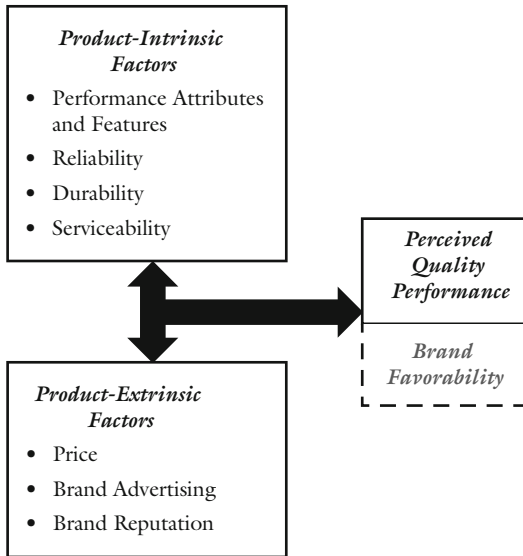 Product-Intrinsic
Factors
• Performance Attributes
and Features
• Reliability
• Durability
• Serviceability
Perceived
Quality
Performance
Brand
Favorability
Product-Extrinsic
Factors
• Price
• Brand Advertising
• Brand Reputation